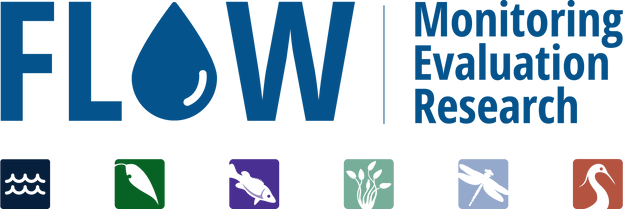 FLOW
Monitoring
Evaluation
Research